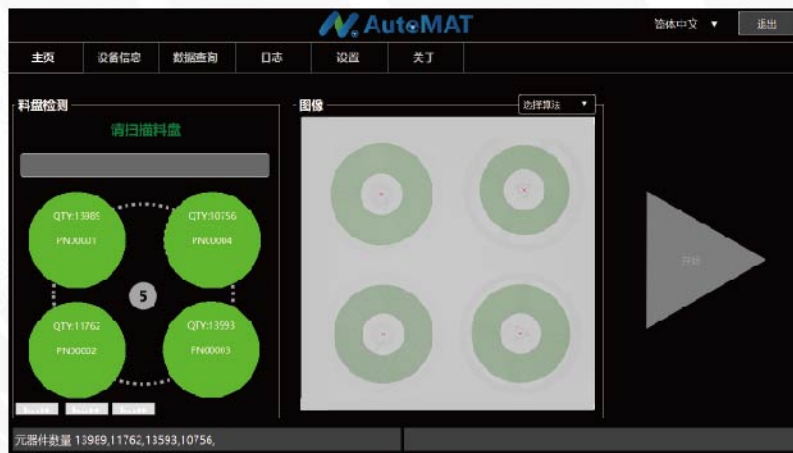 AutoMAT
简体中文 ▼
退出
主页 设备信息 数据查询 日志 设置 关于
料盘检测
图像
选择算法 ▼
请扫描料盘
QTY:13989
PN00001
QTY:10756
PN00004
5
开始
QTY:11762
PN00002
QTY:13593
PN00003
元器件数量 13989,11762,13593,10756,